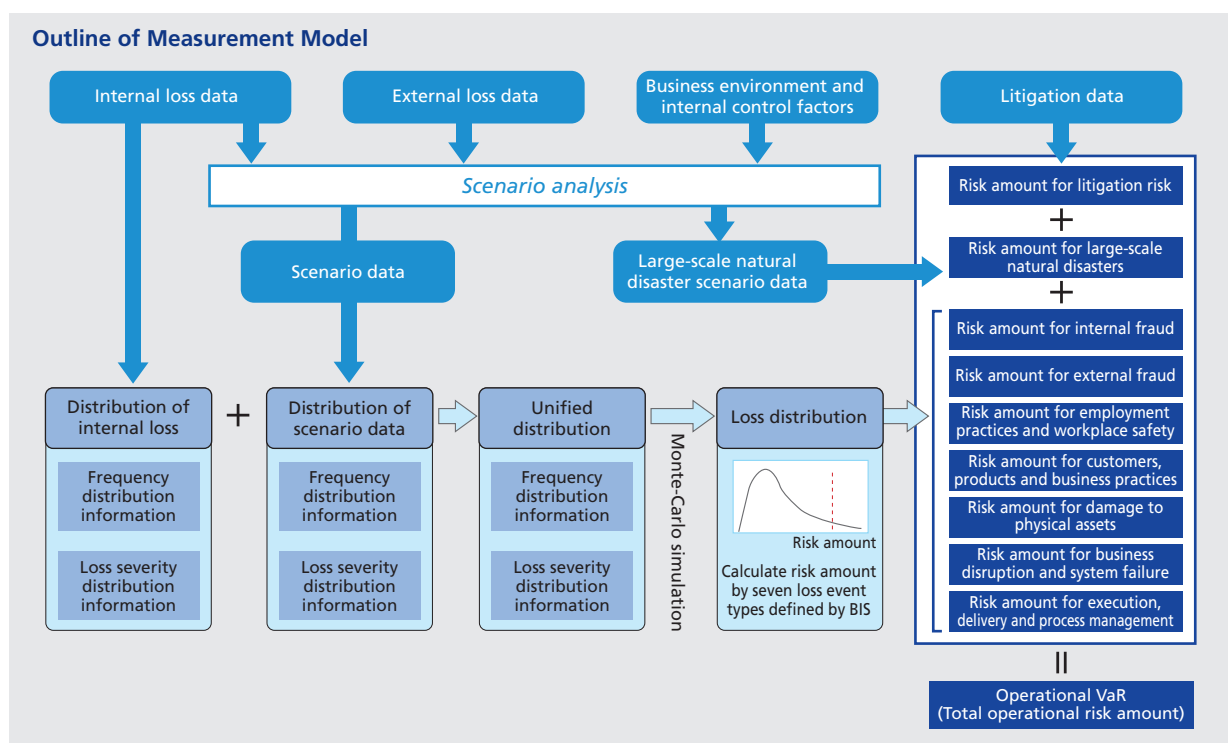 Outline of Measurement Model
Internal loss data
External loss data
Business environment and
internal control factors
Litigation data
Scenario analysis
Scenario data
Large-scale natural
disaster scenario data
Risk amount for litigation risk
+
Risk amount for large-scale
natural disasters
+
Risk amount for internal fraud
Risk amount for external fraud
Risk amount for employment
practices and workplace safety
Risk amount for customers,
products and business practices
Risk amount for damage to
physical assets
Risk amount for business
disruption and system failure
Risk amount for execution,
delivery and process management
Distribution of
internal loss
Frequency
distribution
information
Loss severity
distribution
information
+
Distribution of
scenario data
Frequency
distribution
information
Loss severity
distribution
information
Unified
distribution
Frequency
distribution
information
Loss severity
distribution
information
Monte-Carlo simulation
Loss distribution
Risk amount
Calculate risk amount
by seven loss event
types defined by BIS
=
Operational VaR
(Total operational risk amount)